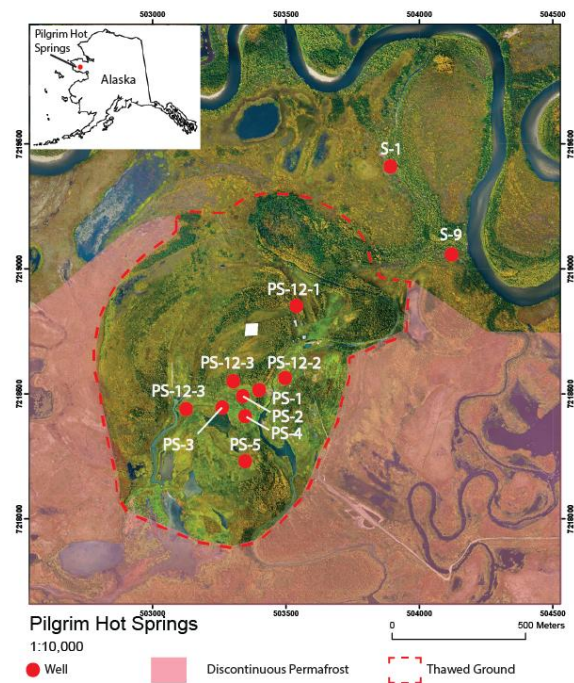 503000
503500
504000
504500
Pilgrim Hot
Springs
Alaska
7219500
S-1
S-9
7219000
PS-12-1
PS-12-3
PS-12-2
7218500
PS-12-3
PS-1
PS-2
PS-3
PS-4
PS-5
7218000
503000
503500
504000
504500
Pilgrim Hot Springs
1:10,000
0
500 Meters
Well
Discontinuous Permafrost
Thawed Ground